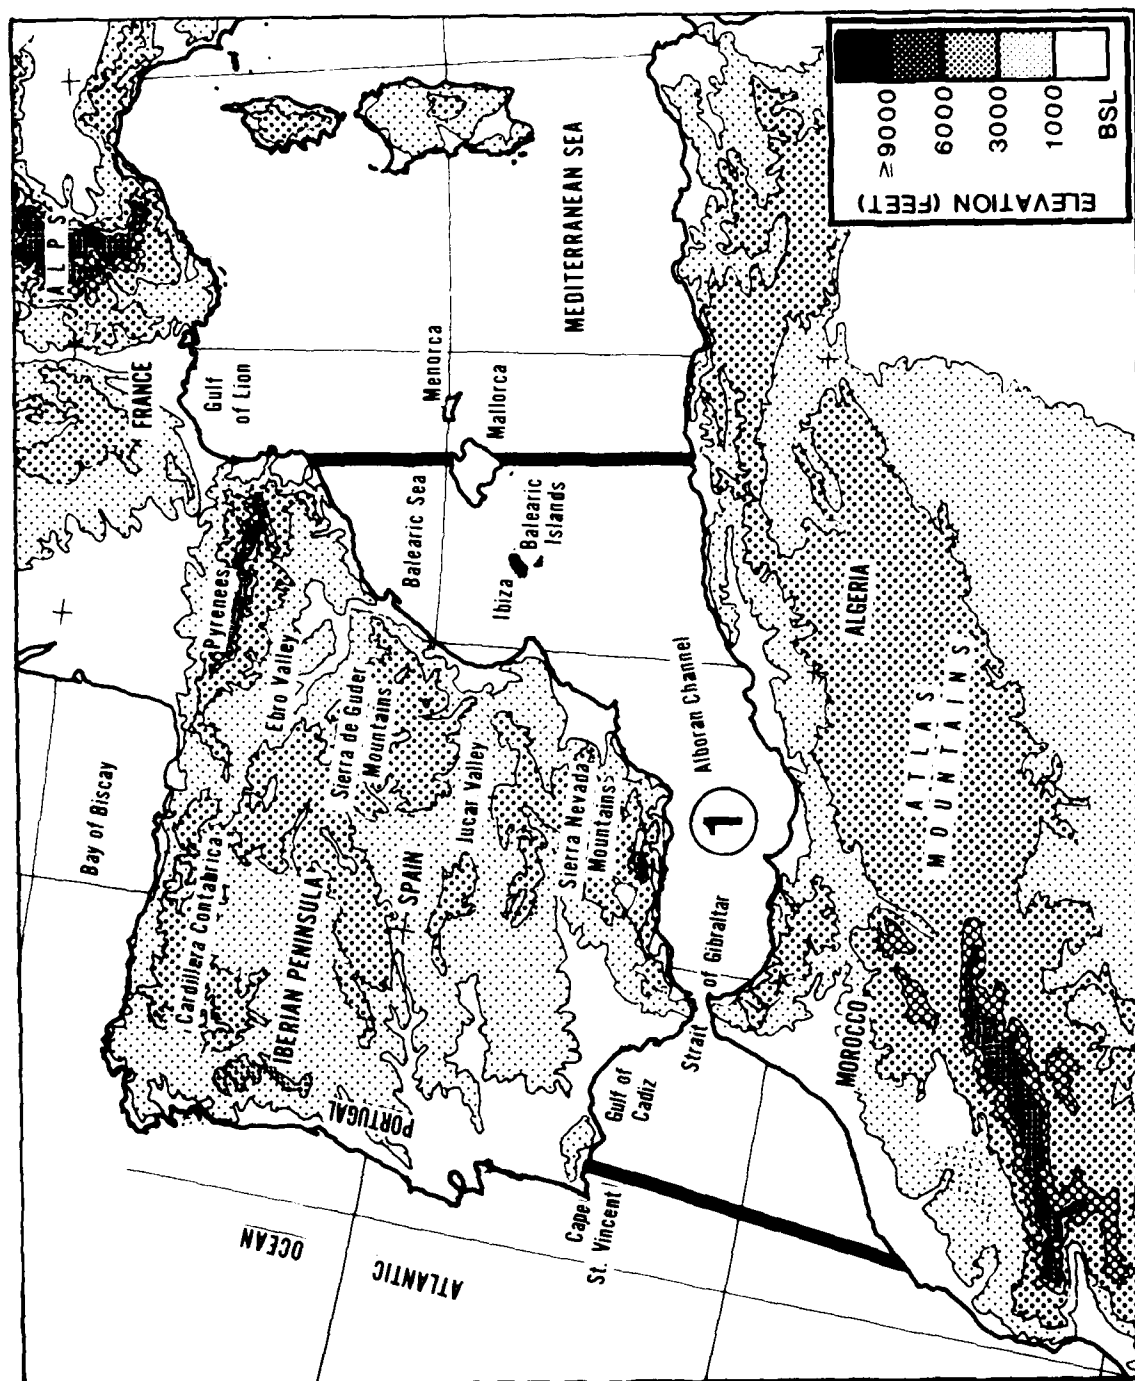 ALPS
FRANCE
Gulf
of Lion
Menorca
Mallorca
MEDITERRANEAN SEA
Balearic Sea
Ibiza
Balearic
Islands
Pyrenees
Ebro Valley
Sierra de Guder
Mountains
Jucar Valley
Sierra Nevada
Mountains
Alboran Channel
1
Bay of Biscay
Cardillera Contabrica
IBERIAN PENINSULA
SPAIN
PORTUGAL
Strait of Gibraltar
Gulf of
Cadiz
Cape
St. Vincent
ATLANTIC
OCEAN
MOROCCO
ALGERIA
ATLAS
MOUNTAINS
ELEVATION (FEET)
≥9000
6000
3000
1000
BSL